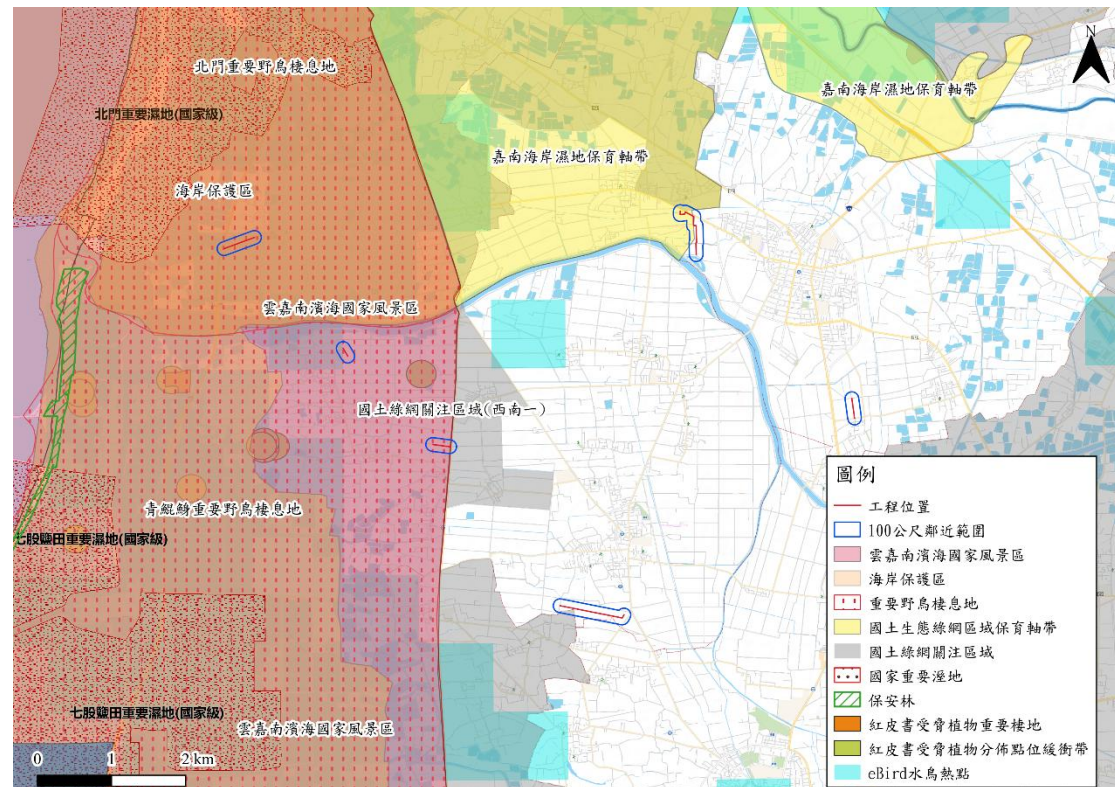 N
北門重要野鳥棲息地
嘉南海岸濕地保育軸帶
北門重要濕地(國家級)
嘉南海岸濕地保育軸帶
海岸保護區
雲嘉南濱海國家風景區
國土綠網關注區域(西南一)
青鯤鯓重要野鳥棲息地
七股鹽田重要濕地(國家級)
七股鹽田重要濕地(國家級)
雲嘉南濱海國家風景區
0 1 2 km
圖例
工程位置
100公尺鄰近範圍
雲嘉南濱海國家風景區
海岸保護區
重要野鳥棲息地
國土生態綠網區域保育軸帶
國土綠網關注區域
國家重要溼地
保安林
紅皮書受脅植物重要棲地
紅皮書受脅植物分佈點位緩衝帶
eBird水鳥熱點